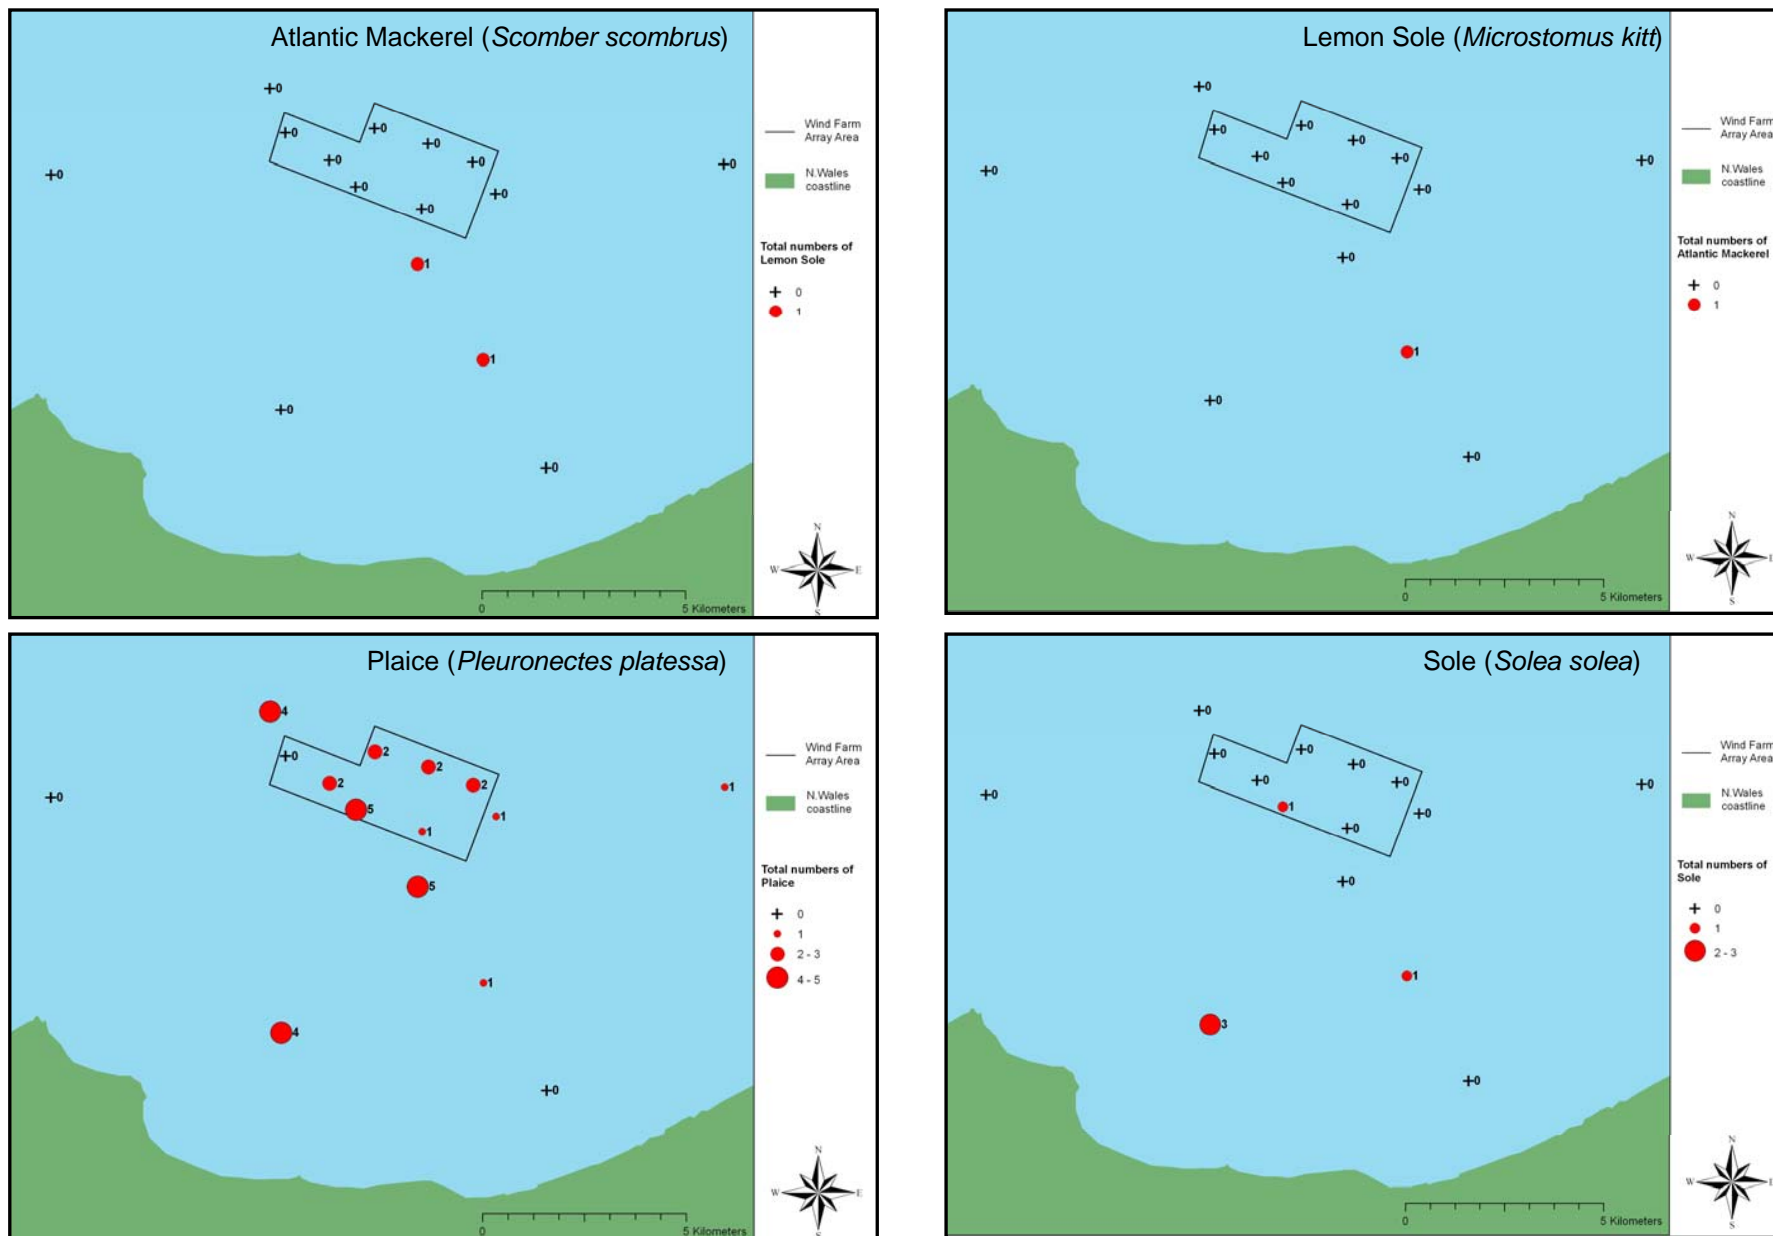 Atlantic Mackerel (Scomber scombrus)
+0
+0
+0
+0
+0
+0
+0
+0
+0
+0
+0
+0
1
1
+0
+0
Wind Farm
Array Area
N.Wales
coastline
Total numbers of
Lemon Sole
+ 0
1
N
W E
S
0 5 Kilometers
Lemon Sole (Microstomus kitt)
+0
+0
+0
+0
+0
+0
+0
+0
+0
+0
+0
+0
+0
1
+0
+0
Wind Farm
Array Area
N.Wales
coastline
Total numbers of
Atlantic Mackerel
+ 0
1
N
W E
S
0 5 Kilometers
Plaice (Pleuronectes platessa)
4
+0
2
2
2
2
5
1
1
1
+0
5
1
4
+0
Wind Farm
Array Area
N.Wales
coastline
Total numbers of
Plaice
+ 0
1
2 - 3
4 - 5
N
W E
S
0 5 Kilometers
Sole (Solea solea)
+0
+0
+0
+0
+0
+0
1
+0
+0
+0
+0
+0
1
3
+0
Wind Farm
Array Area
N.Wales
coastline
Total numbers of
Sole
+ 0
1
2 - 3
N
W E
S
0 5 Kilometers